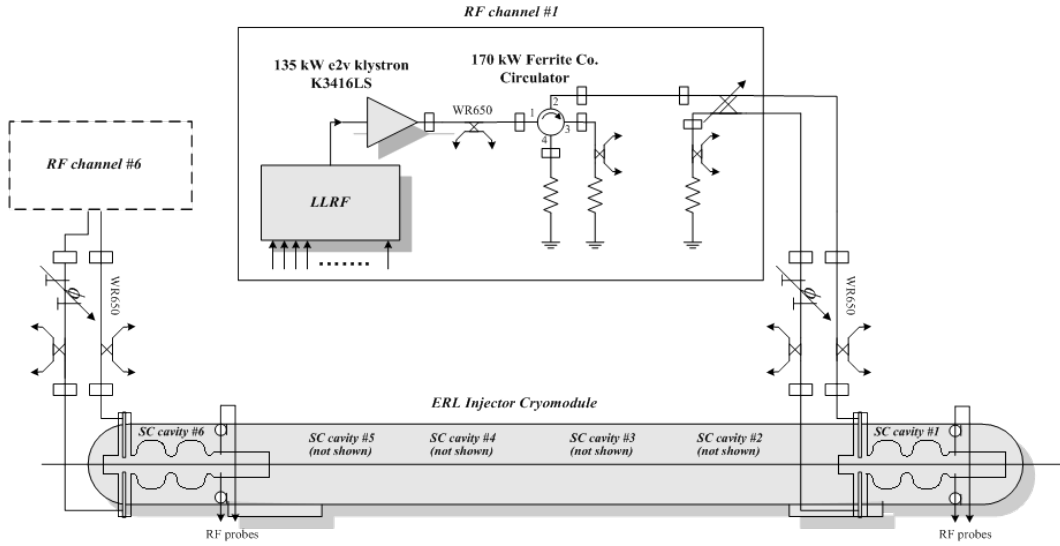 RF channel #1
135 kW e2v klystron
K3416LS
170 kW Ferrite Co.
Circulator
WR650
1
2
3
4
LLRF
RF channel #6
φ
WR650
φ
WR650
ERL Injector Cryomodule
SC cavity #6
SC cavity #5
(not shown)
SC cavity #4
(not shown)
SC cavity #3
(not shown)
SC cavity #2
(not shown)
SC cavity #1
RF probes
RF probes